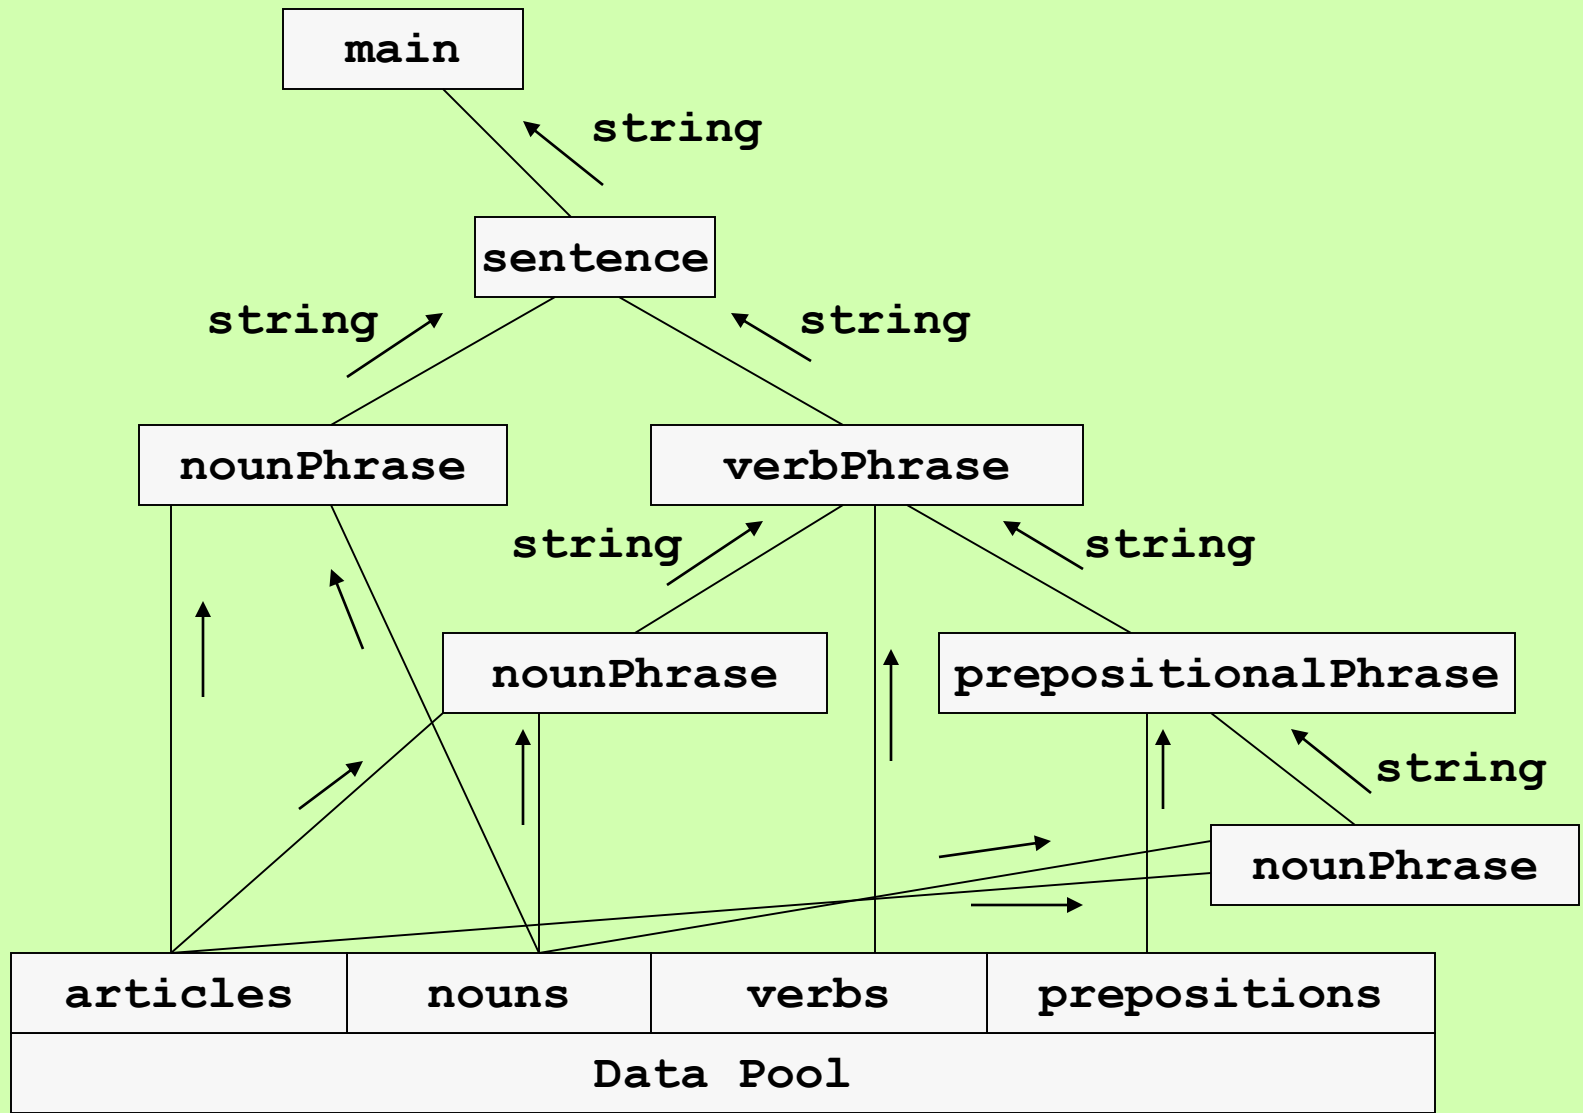 main
string
sentence
string string
nounPhrase verbPhrase
string string
nounPhrase prepositionalPhrase
string
nounPhrase
articles nouns verbs prepositions
Data Pool